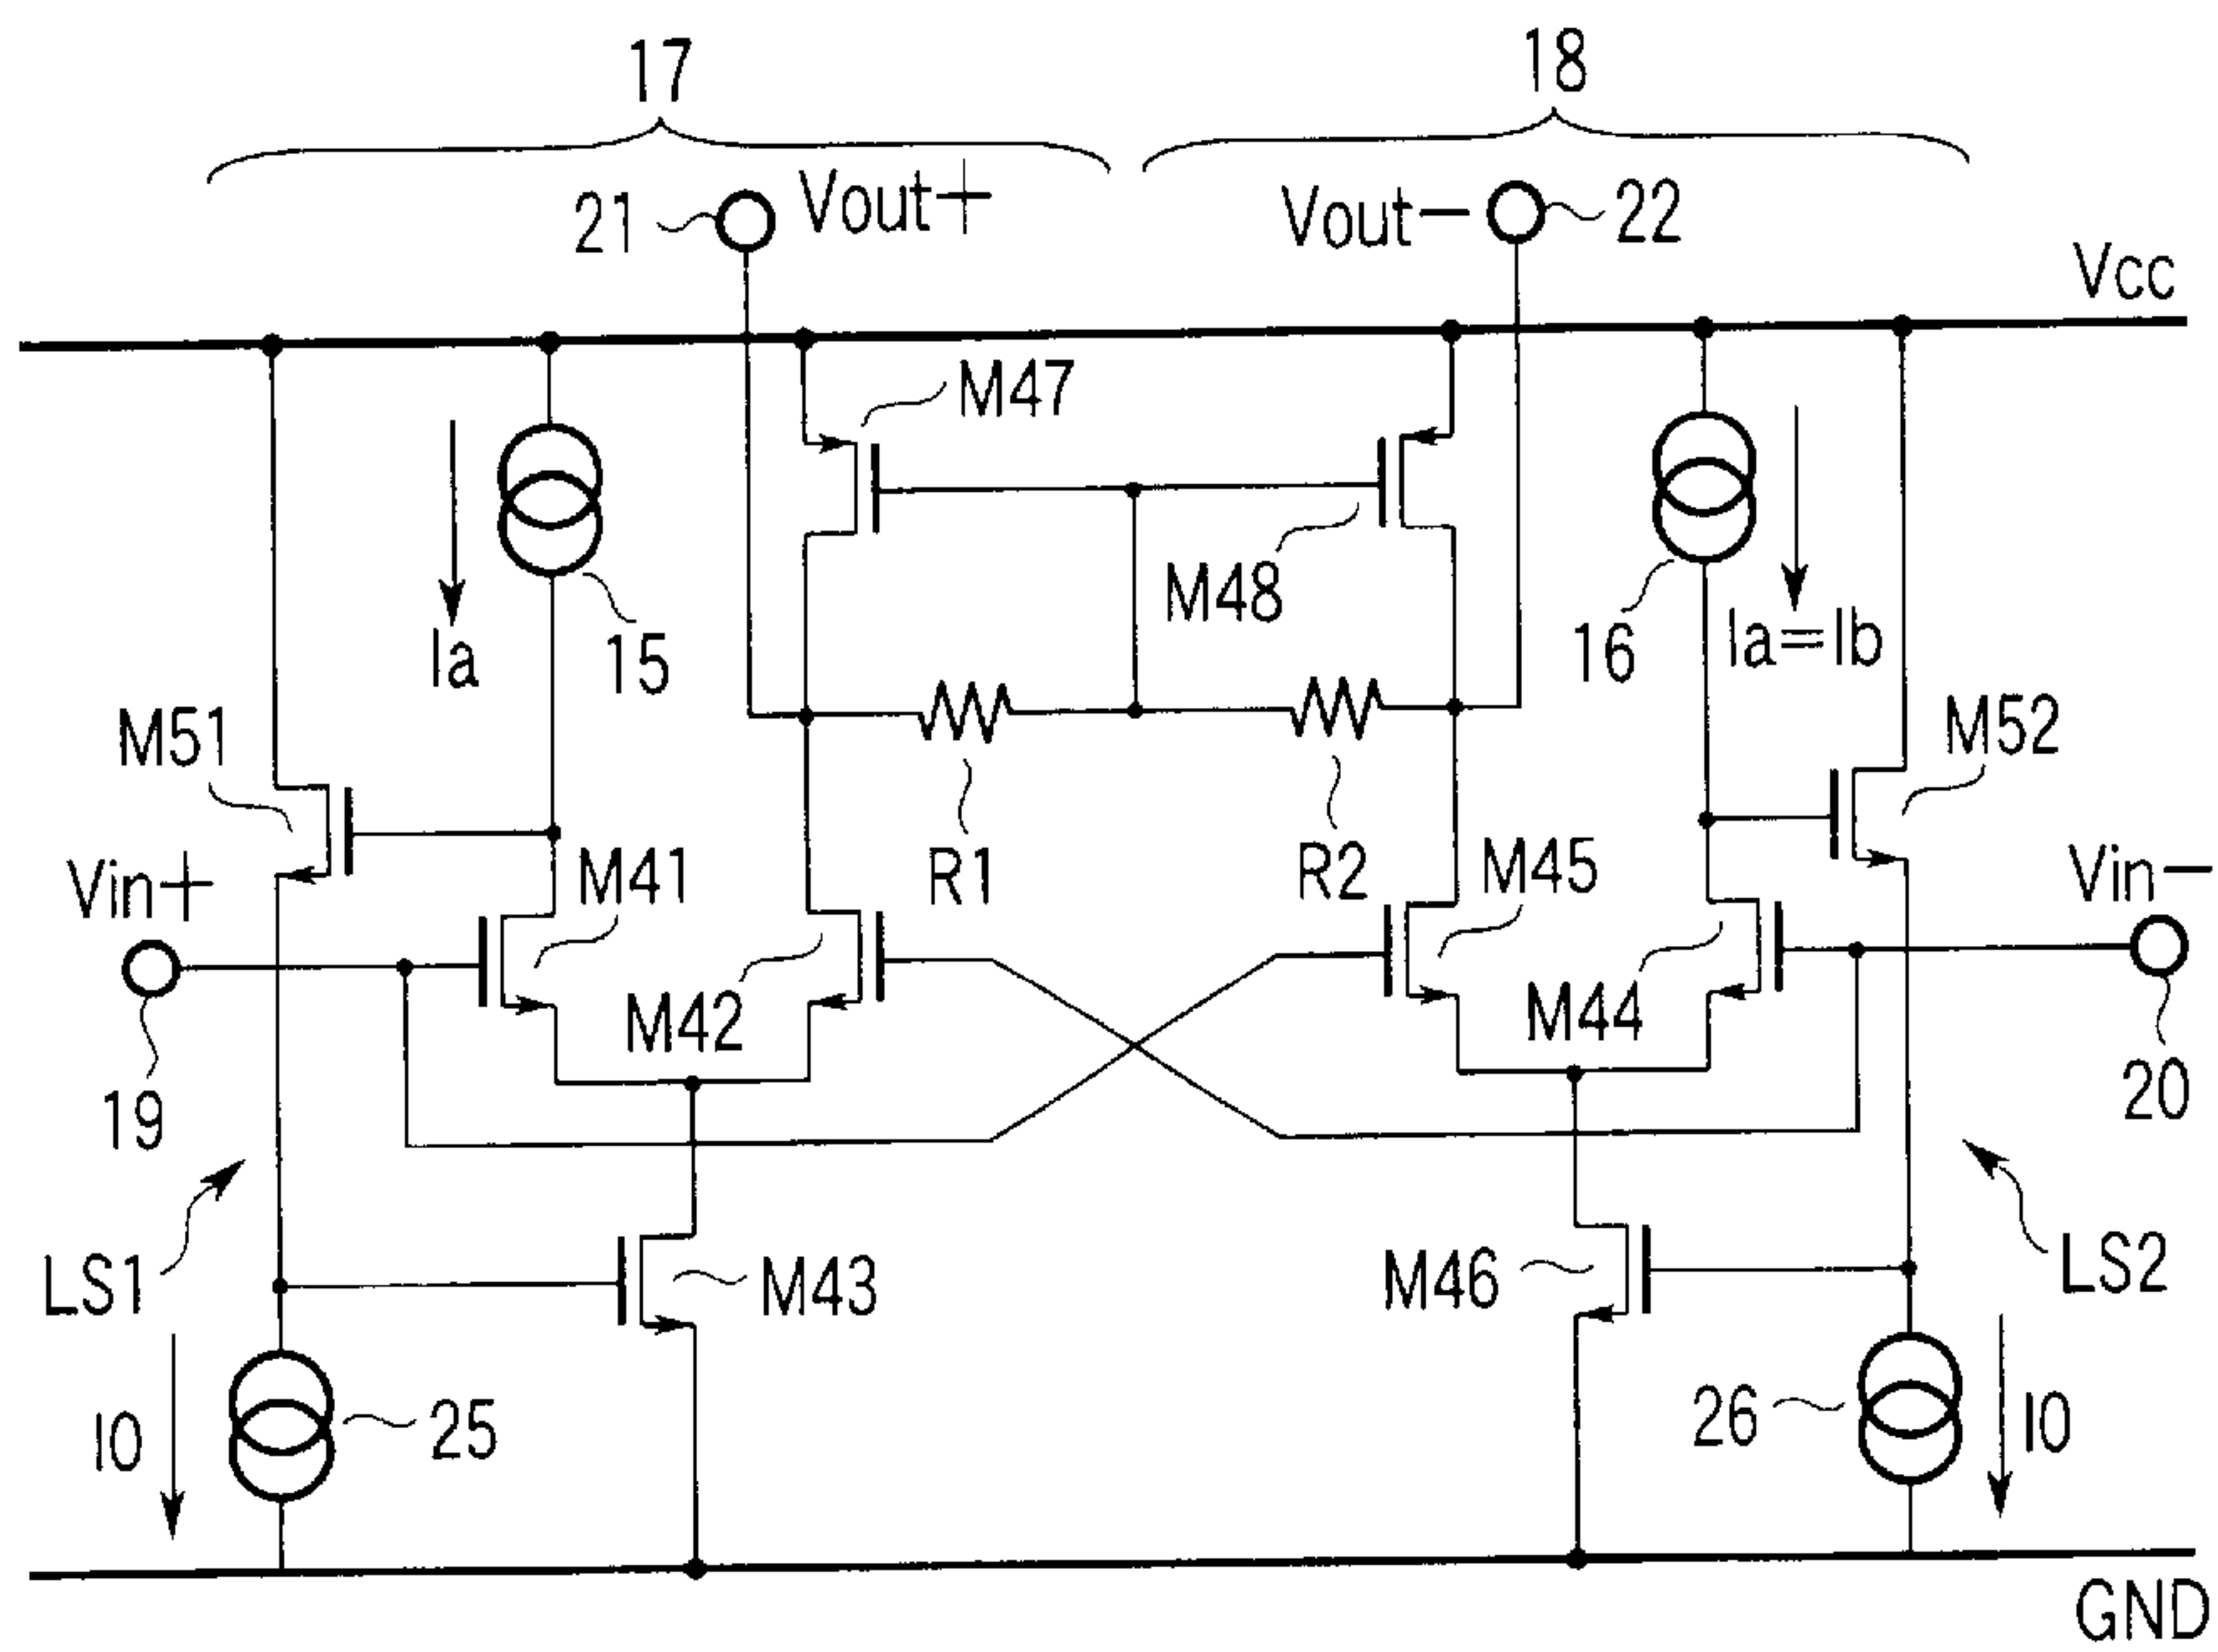 17
18
21
Vout+
Vout−
22
Vcc
M47
M48
Ia
15
16
Ia=Ib
M51
M52
Vin+
M41
R1
R2
M45
Vin−
M42
M44
19
20
LS1
M43
M46
LS2
I0
25
26
I0
GND